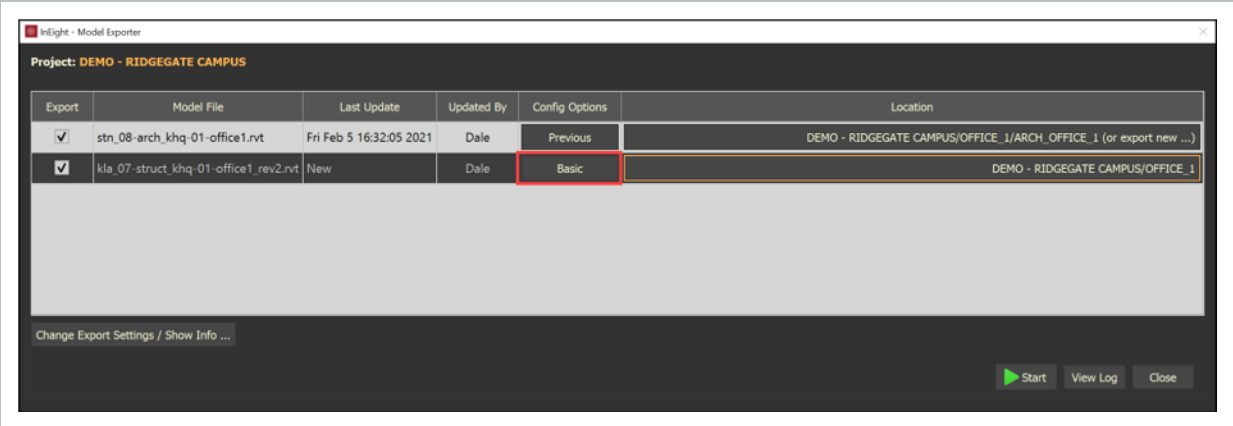 InEight - Model Exporter
Project: DEMO - RIDGEGATE CAMPUS
Export Model File Last Update Updated By Config Options Location
stn_08-arch_khq-01-office1.rvt Fri Feb 5 16:32:05 2021 Dale Previous DEMO - RIDGEGATE CAMPUS/OFFICE_1/ARCH_OFFICE_1 (or export new ...)
kla_07-struct_khq-01-office1_rev2.rvt New Dale Basic DEMO - RIDGEGATE CAMPUS/OFFICE_1
Change Export Settings / Show Info ...
Start View Log Close